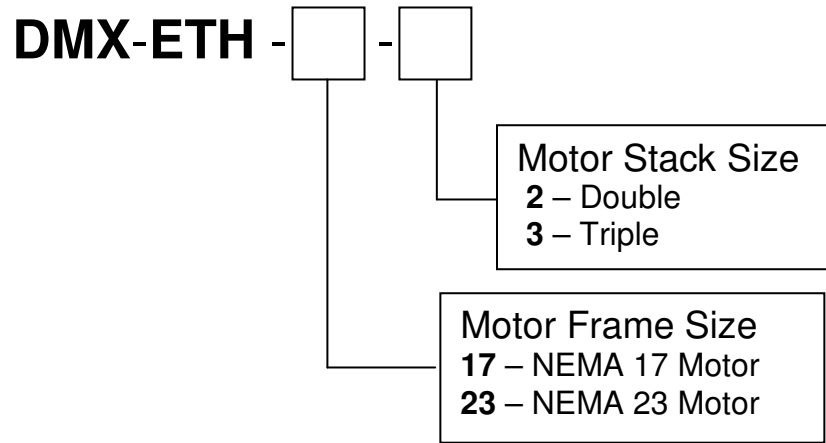 DMX-ETH - -
Motor Stack Size
2 – Double
3 – Triple
Motor Frame Size
17 – NEMA 17 Motor
23 – NEMA 23 Motor